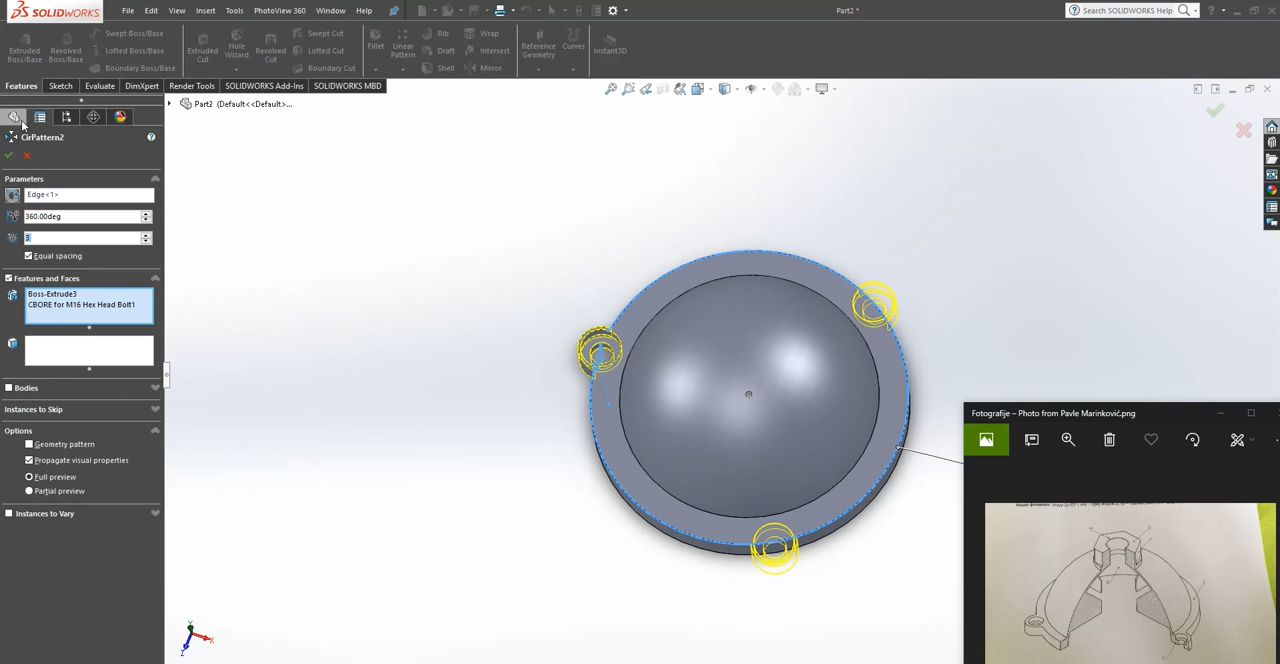 SOLIDWORKS
File Edit View Insert Tools PhotoView 360 Window Help
Part2 *
Search SOLIDWORKS Help
Extruded Boss/Base
Revolved Boss/Base
Swept Boss/Base
Lofted Boss/Base
Boundary Boss/Base
Extruded Cut
Hole Wizard
Revolved Cut
Swept Cut
Lofted Cut
Boundary Cut
Fillet
Linear Pattern
Rib
Draft
Shell
Wrap
Intersect
Mirror
Reference Geometry
Curves
Instant3D
Features Sketch Evaluate DimXpert Render Tools SOLIDWORKS Add-Ins SOLIDWORKS MBD
Part2 (Default<<Default>...
CirPattern2
Parameters
Edge<1>
360.00deg
3
Equal spacing
Features and Faces
Boss-Extrude3
CBORE for M16 Hex Head Bolt1
Bodies
Instances to Skip
Options
Geometry pattern
Propagate visual properties
Full preview
Partial preview
Instances to Vary
Fotografije – Photo from Pavle Marinković.png
Y
X
Z